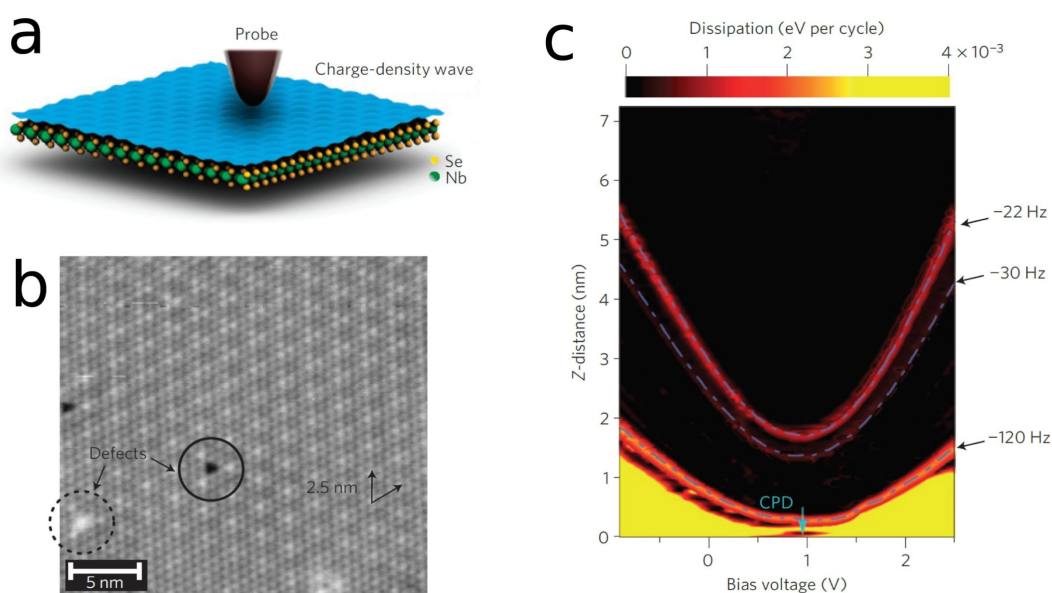 a
Probe
Charge-density wave
Se
Nb
b
Defects
2.5 nm
5 nm
c
Dissipation (eV per cycle)
0 1 2 3 4 × 10⁻³
7
6
5
4
3
2
1
0
Z-distance (nm)
−22 Hz
−30 Hz
−120 Hz
CPD
0 1 2
Bias voltage (V)